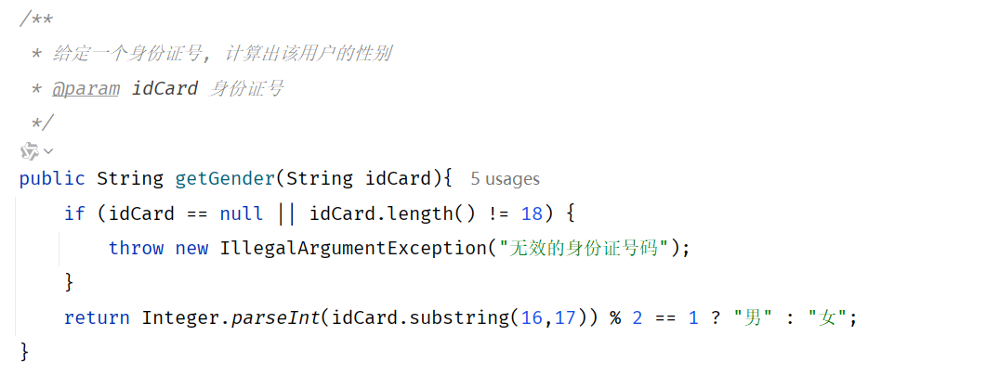 /**
 * 给定一个身份证号, 计算出该用户的性别
 * @param idCard 身份证号
 */
public String getGender(String idCard){ 5 usages
    if (idCard == null || idCard.length() != 18) {
        throw new IllegalArgumentException("无效的身份证号码");
    }
    return Integer.parseInt(idCard.substring(16,17)) % 2 == 1 ? "男" : "女";
}